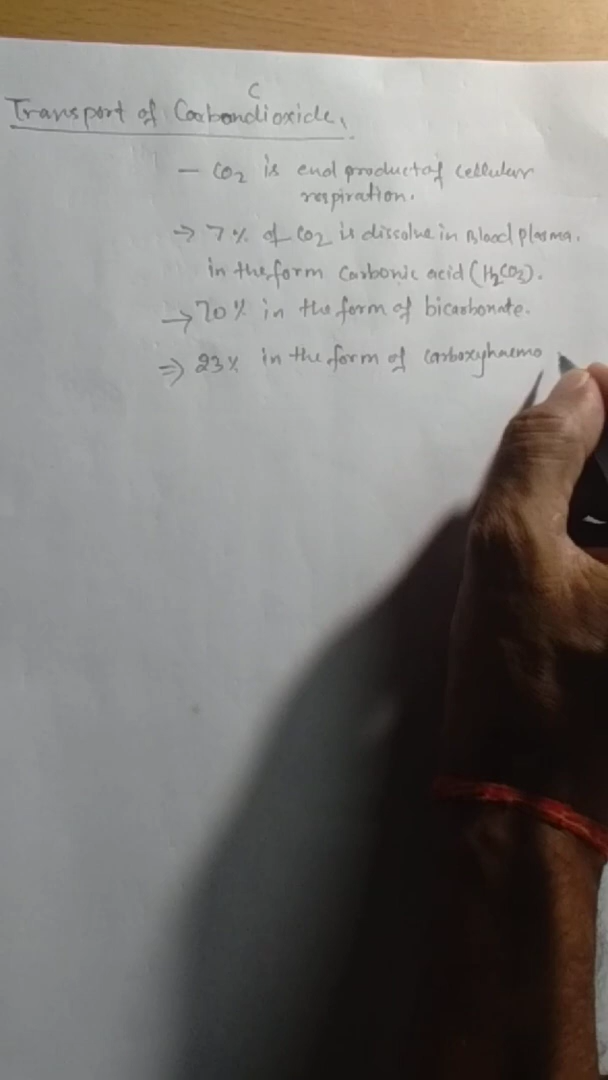 C
Transport of Carbondioxide,
- CO2 is end product of cellular
respiration.
→ 7% of CO2 is dissolve in Blood plasma.
in the form Carbonic acid (H2CO3).
→ 70% in the form of bicarbonate.
⇒ 23% in the form of carboxyhaemo